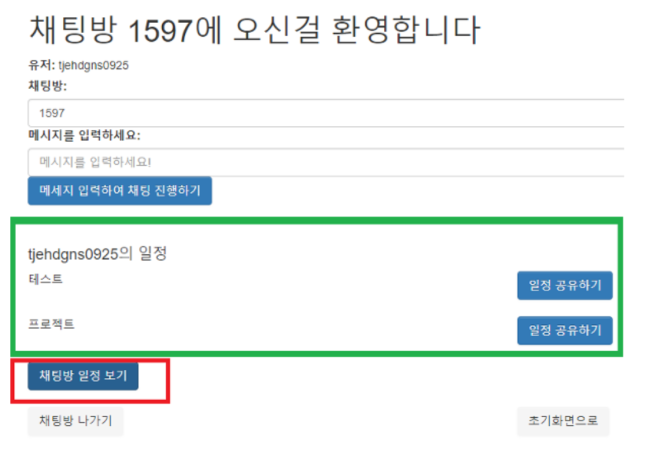 채팅방 1597에 오신걸 환영합니다
유저: tjehdgns0925
채팅방:
1597
메시지를 입력하세요:
메시지를 입력하세요!
메세지 입력하여 채팅 진행하기
tjehdgns0925의 일정
테스트
일정 공유하기
프로젝트
일정 공유하기
채팅방 일정 보기
채팅방 나가기
초기화면으로